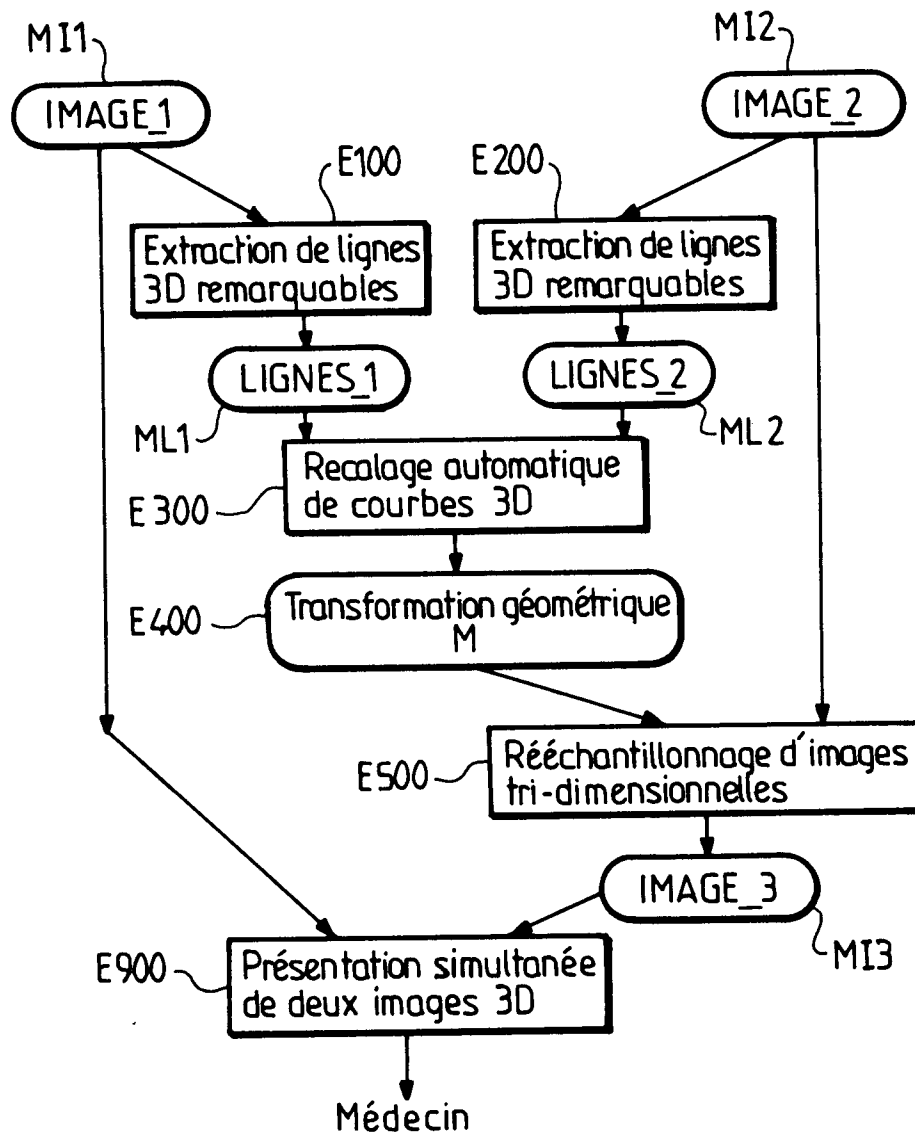 MI1
MI2
IMAGE_1
IMAGE_2
E100
E200
Extraction de lignes
3D remarquables
Extraction de lignes
3D remarquables
LIGNES_1
LIGNES_2
ML1
ML2
Recalage automatique
de courbes 3D
E300
Transformation géométrique
M
E400
Rééchantillonnage d'images
tri-dimensionnelles
E500
IMAGE_3
MI3
E900
Présentation simultanée
de deux images 3D
Médecin